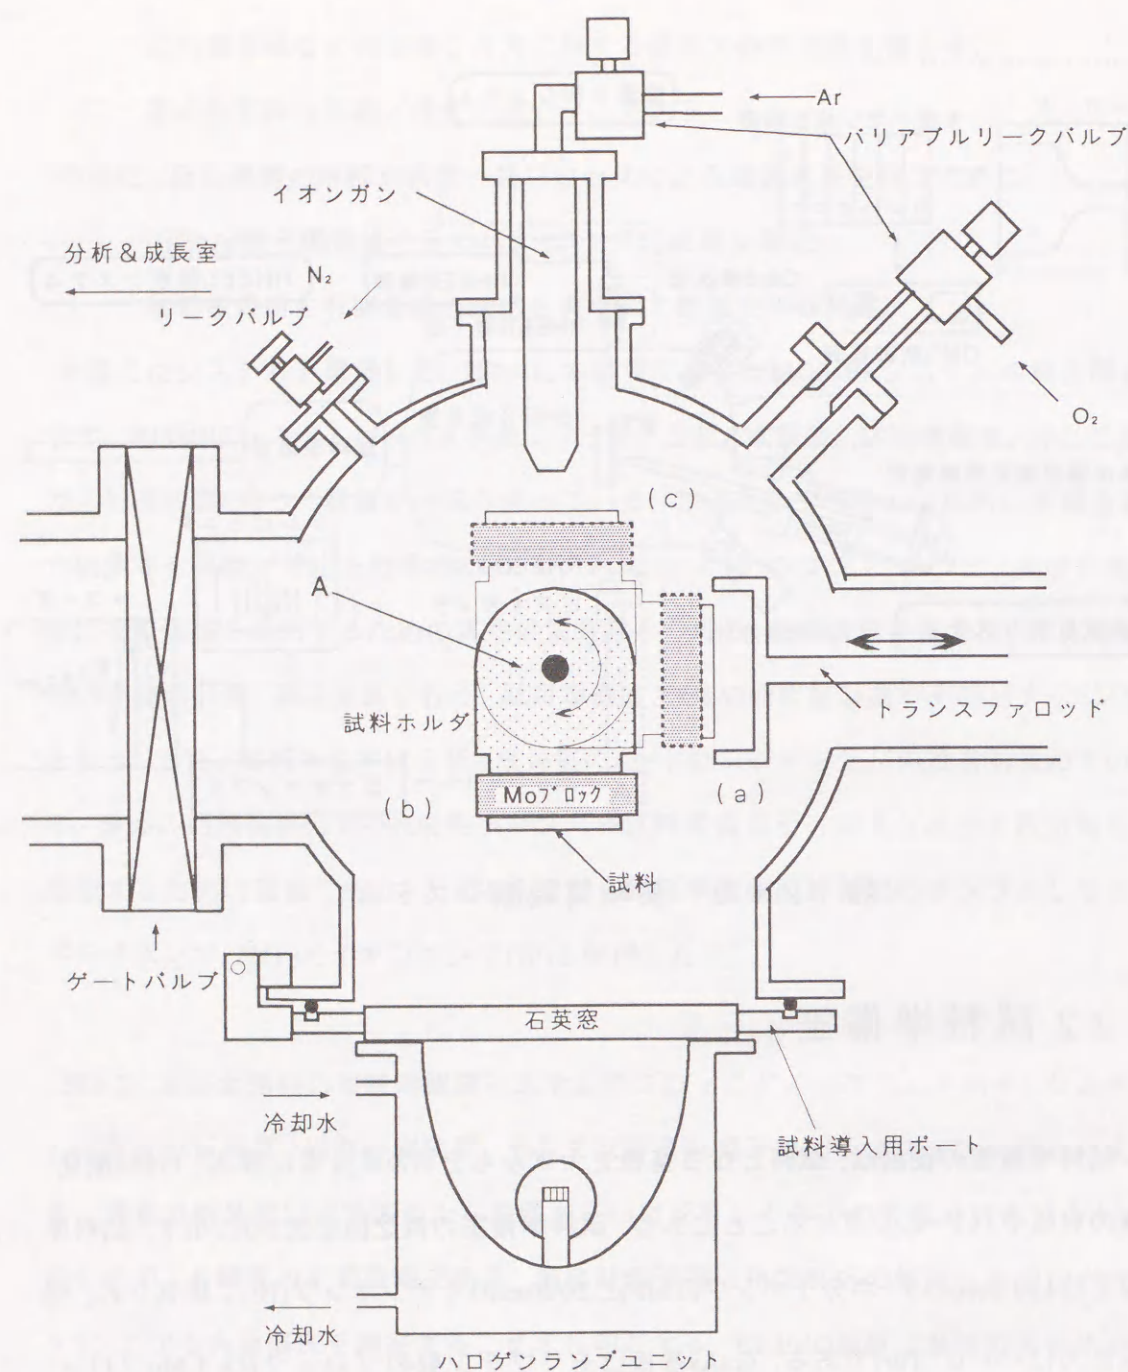 Ar
バリアブルリークバルブ
イオンガン
分析&成長室
N₂
リークバルブ
O₂
(c)
A
試料ホルダ
トランスファロッド
(b)
Moブロック
(a)
試料
ゲートバルブ
石英窓
冷却水
試料導入用ポート
冷却水
ハロゲンランプユニット